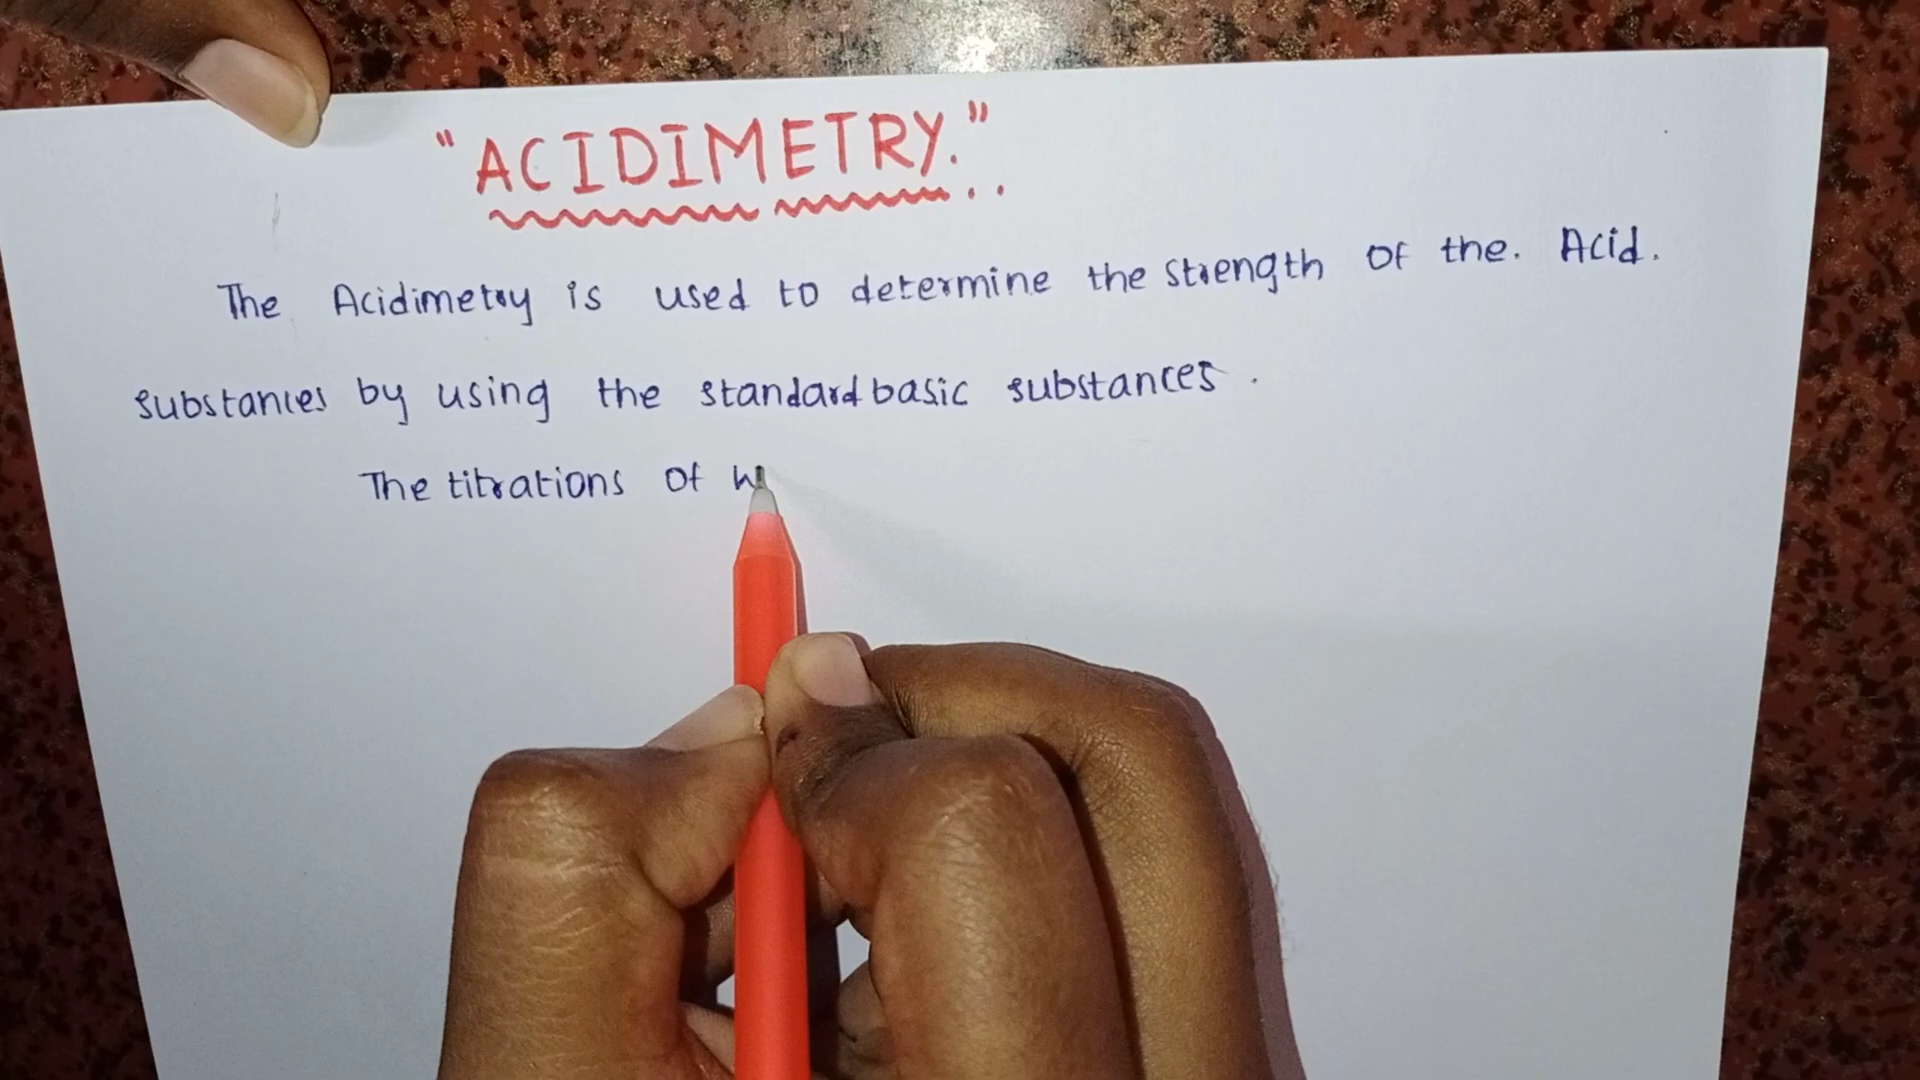 "ACIDIMETRY."
The Acidimetry is used to determine the strength Of the. Acid.
substances by using the standard basic substances.
The titrations Of